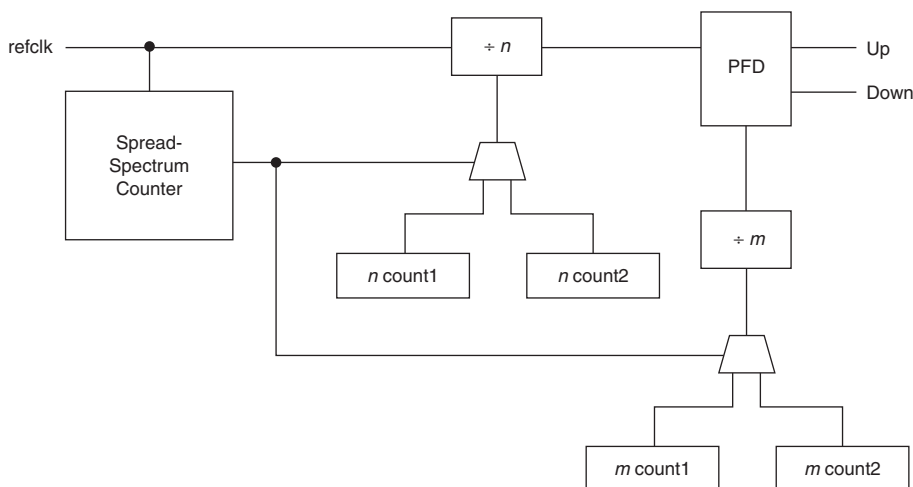 refclk
÷ n
PFD
Up
Down
Spread-
Spectrum
Counter
÷ m
n count1
n count2
m count1
m count2